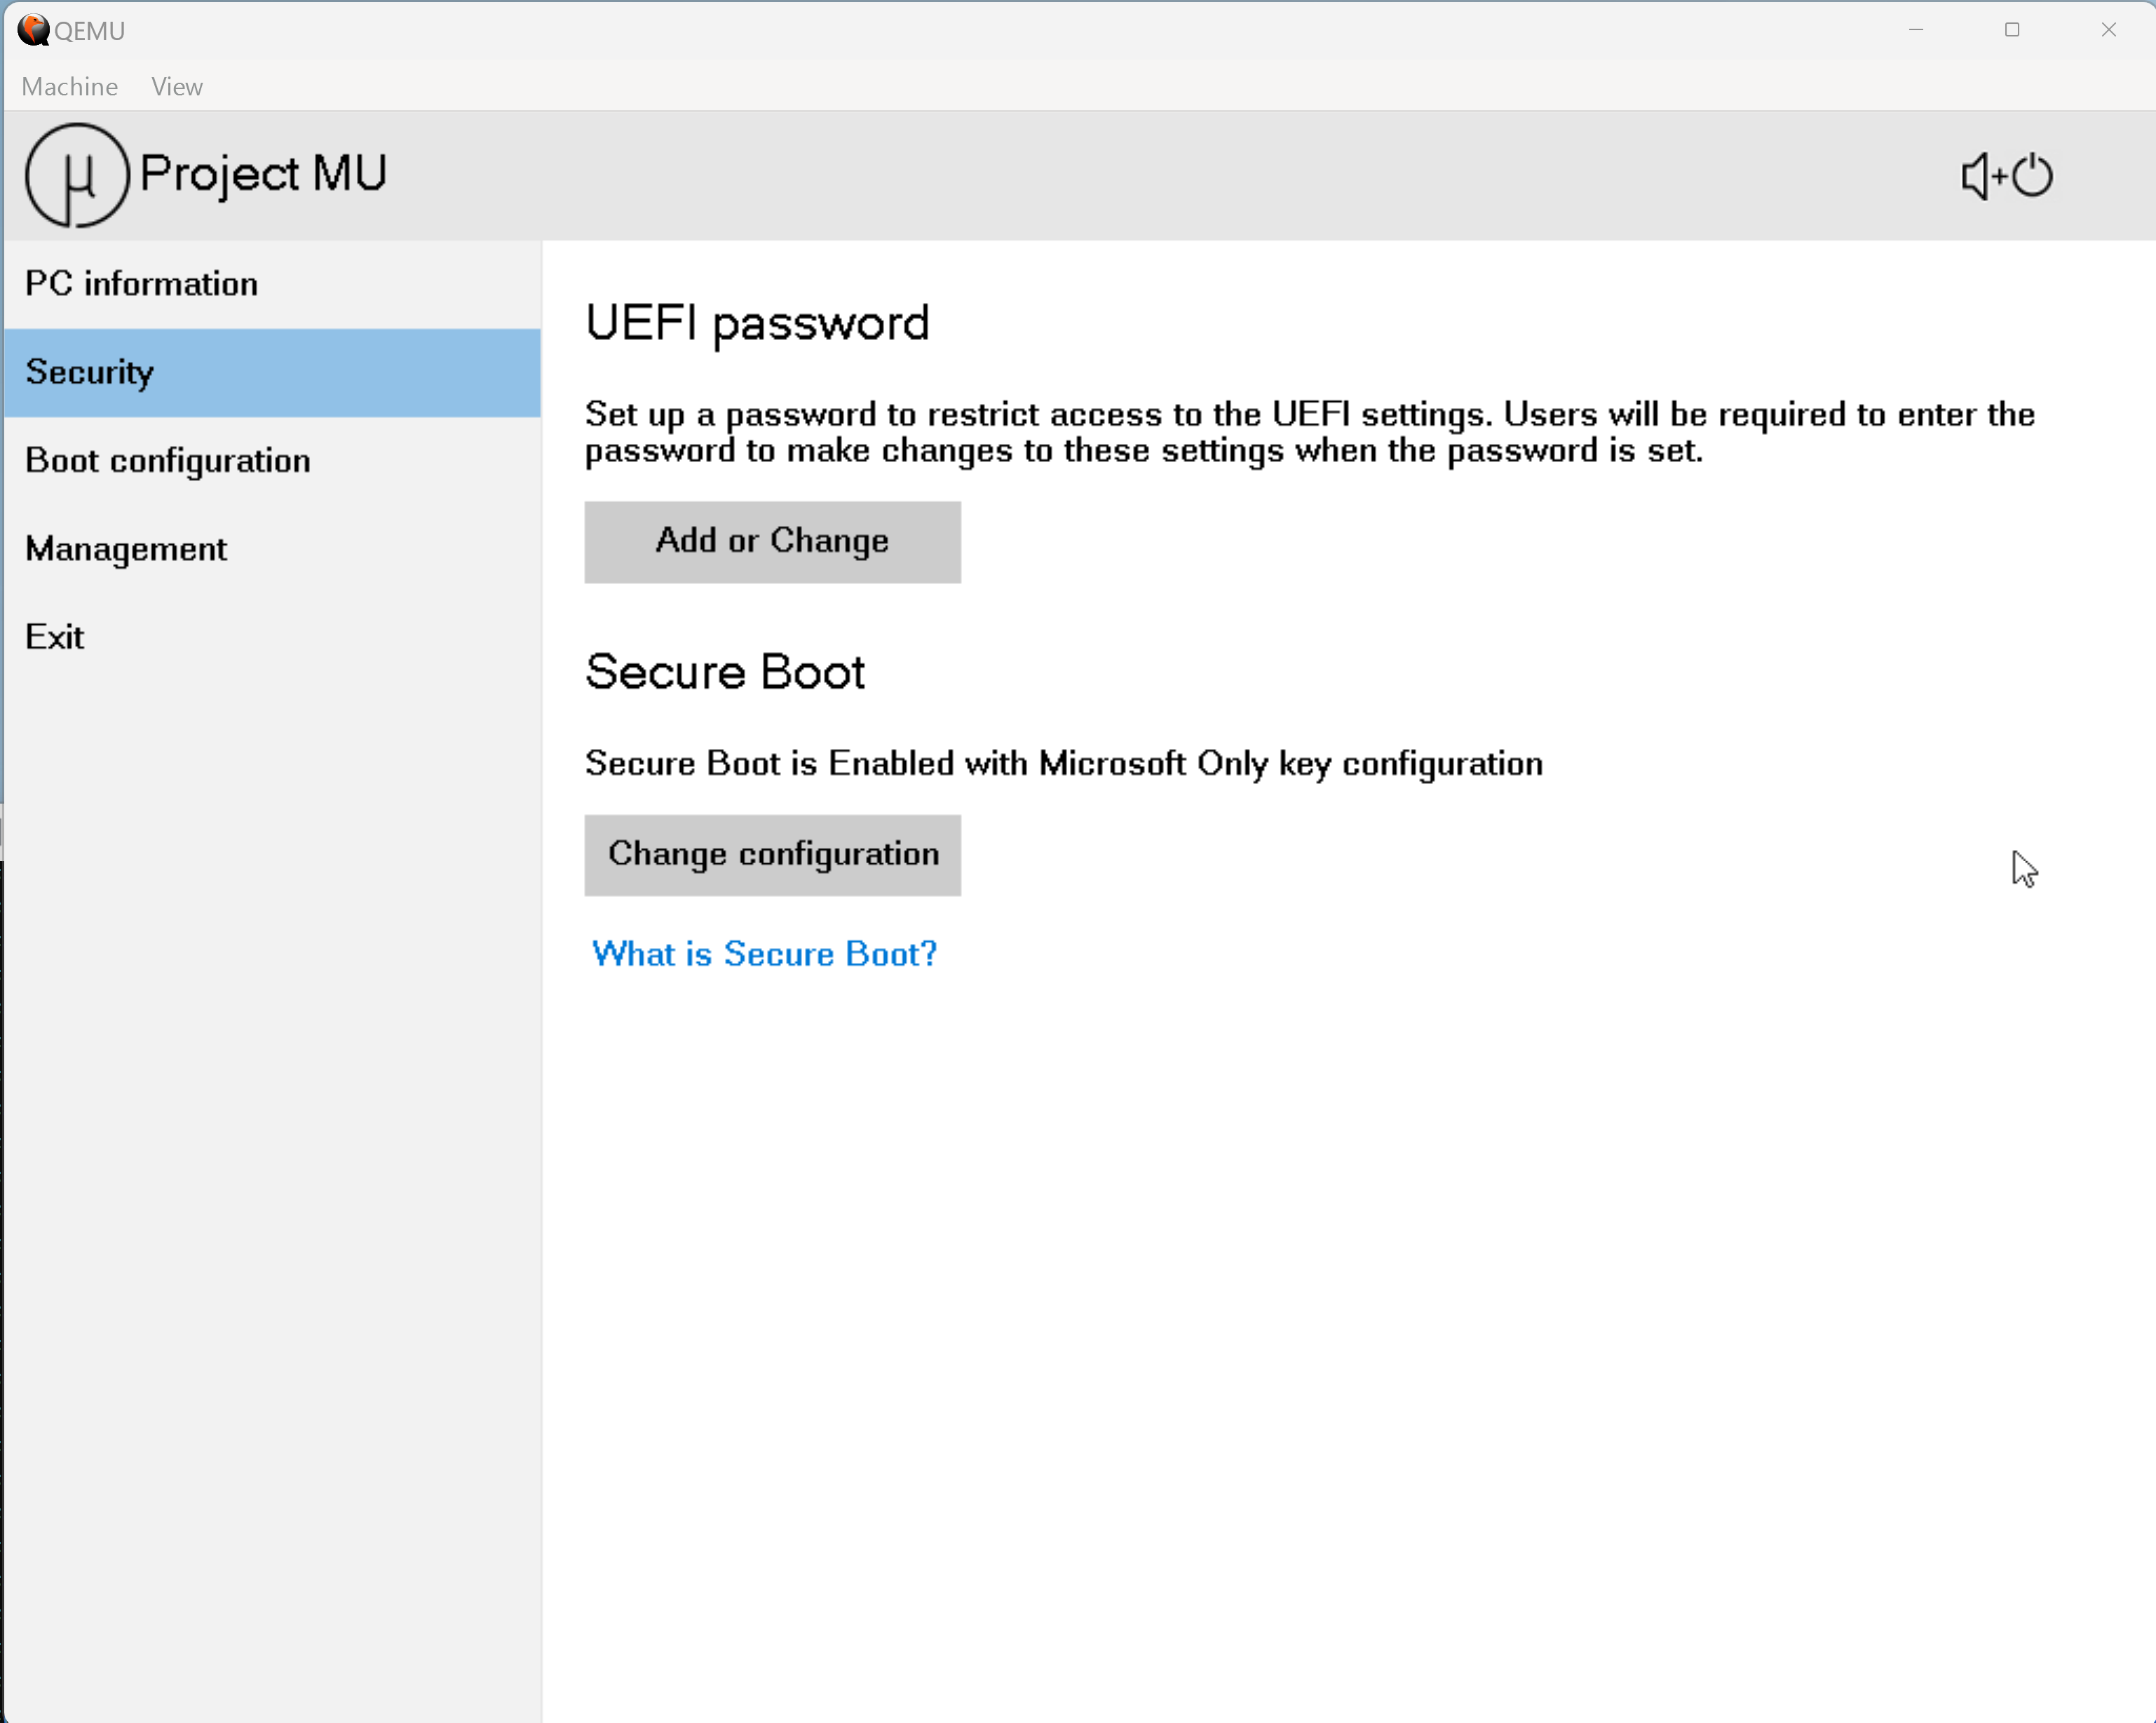 QEMU
Machine View
µ Project MU
PC information
Security
Boot configuration
Management
Exit
UEFI password
Set up a password to restrict access to the UEFI settings. Users will be required to enter the
password to make changes to these settings when the password is set.
Add or Change
Secure Boot
Secure Boot is Enabled with Microsoft Only key configuration
Change configuration
What is Secure Boot?